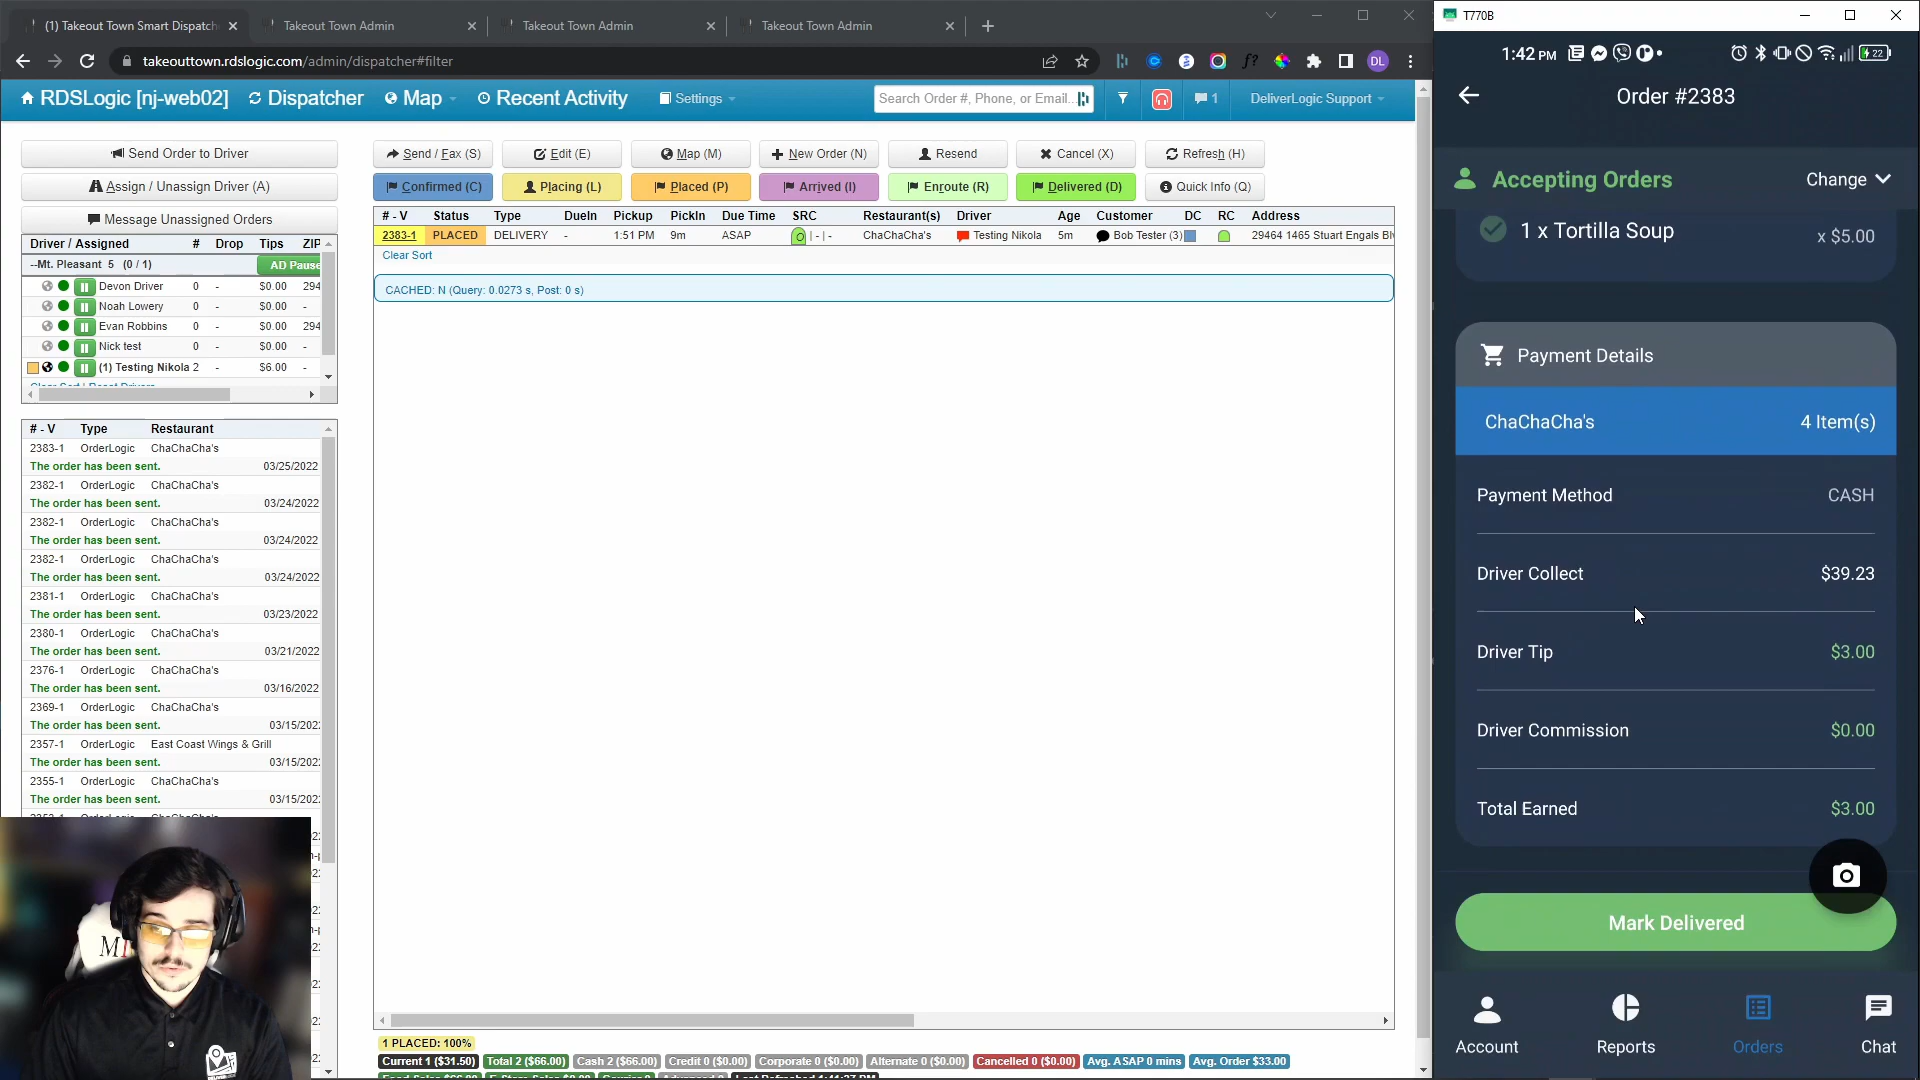 (1) Takeout Town Smart Dispatch
Takeout Town Admin
Takeout Town Admin
Takeout Town Admin
takeouttown.rdslogic.com/admin/dispatcher#filter
RDSLogic [nj-web02]
Dispatcher
Map
Recent Activity
Settings
Search Order #, Phone, or Email...
1
DeliverLogic Support
Send Order to Driver
Assign / Unassign Driver (A)
Message Unassigned Orders
Send / Fax (S)
Edit (E)
Map (M)
New Order (N)
Resend
Cancel (X)
Refresh (H)
Confirmed (C)
Placing (L)
Placed (P)
Arrived (I)
Enroute (R)
Delivered (D)
Quick Info (Q)
# - V Status Type DueIn Pickup PickIn Due Time SRC Restaurant(s) Driver Age Customer DC RC Address
2383-1 PLACED DELIVERY - 1:51 PM 9m ASAP | - | - ChaChaCha's Testing Nikola 5m Bob Tester (3) 29464 1465 Stuart Engals Blv
Clear Sort
CACHED: N (Query: 0.0273 s, Post: 0 s)
Driver / Assigned # Drop Tips ZIP
--Mt. Pleasant 5 (0 / 1) AD Pause
Devon Driver 0 - $0.00 294
Noah Lowery 0 - $0.00 -
Evan Robbins 0 - $0.00 294
Nick test 0 - $0.00 -
(1) Testing Nikola 2 - $6.00 -
Clear Sort | Reset Drivers
# - V Type Restaurant
2383-1 OrderLogic ChaChaCha's
The order has been sent. 03/25/2022
2382-1 OrderLogic ChaChaCha's
The order has been sent. 03/24/2022
2382-1 OrderLogic ChaChaCha's
The order has been sent. 03/24/2022
2382-1 OrderLogic ChaChaCha's
The order has been sent. 03/24/2022
2381-1 OrderLogic ChaChaCha's
The order has been sent. 03/23/2022
2380-1 OrderLogic ChaChaCha's
The order has been sent. 03/21/2022
2376-1 OrderLogic ChaChaCha's
The order has been sent. 03/16/2022
2369-1 OrderLogic ChaChaCha's
The order has been sent. 03/15/2022
2357-1 OrderLogic East Coast Wings & Grill
The order has been sent. 03/15/2022
2355-1 OrderLogic ChaChaCha's
The order has been sent. 03/15/2022
1 PLACED: 100%
Current 1 ($31.50) Total 2 ($66.00) Cash 2 ($66.00) Credit 0 ($0.00) Corporate 0 ($0.00) Alternate 0 ($0.00) Cancelled 0 ($0.00) Avg. ASAP 0 mins Avg. Order $33.00
T770B
1:42 PM
22
Order #2383
Accepting Orders
Change
1 x Tortilla Soup
x $5.00
Payment Details
ChaChaCha's
4 Item(s)
Payment Method
CASH
Driver Collect
$39.23
Driver Tip
$3.00
Driver Commission
$0.00
Total Earned
$3.00
Mark Delivered
Account
Reports
Orders
Chat
DL